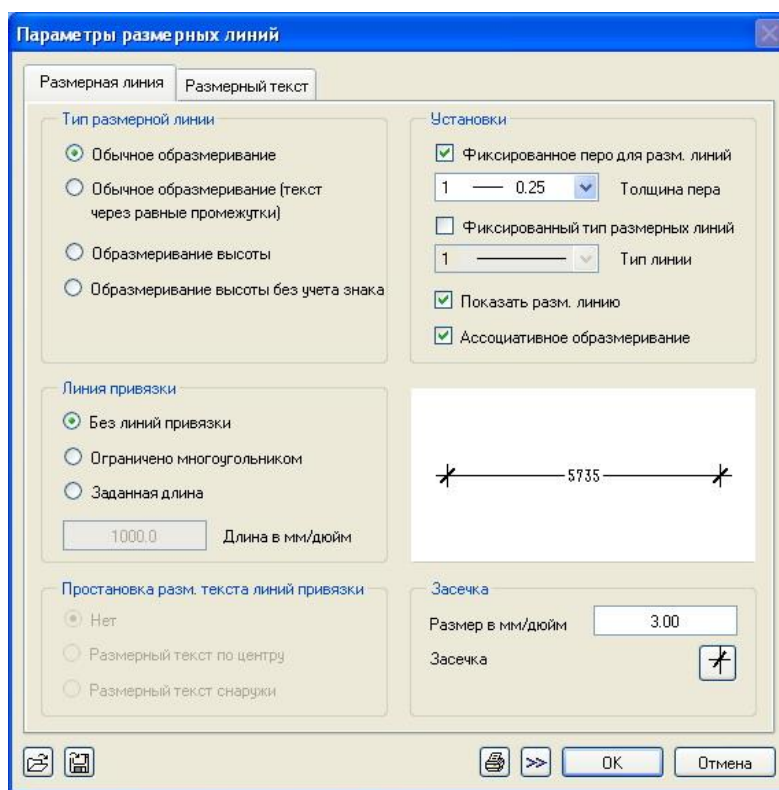 Параметры размерных линий
Размерная линия
Размерный текст
Тип размерной линии
Обычное образмеривание
Обычное образмеривание (текст
через равные промежутки)
Образмеривание высоты
Образмеривание высоты без учета знака
Установки
Фиксированное перо для разм. линий
1 0.25 Толщина пера
Фиксированный тип размерных линий
1 Тип линии
Показать разм. линию
Ассоциативное образмеривание
Линия привязки
Без линий привязки
Ограничено многоугольником
Заданная длина
1000.0 Длина в мм/дюйм
5735
Простановка разм. текста линий привязки
Нет
Размерный текст по центру
Размерный текст снаружи
Засечка
Размер в мм/дюйм 3.00
Засечка
>> OK Отмена